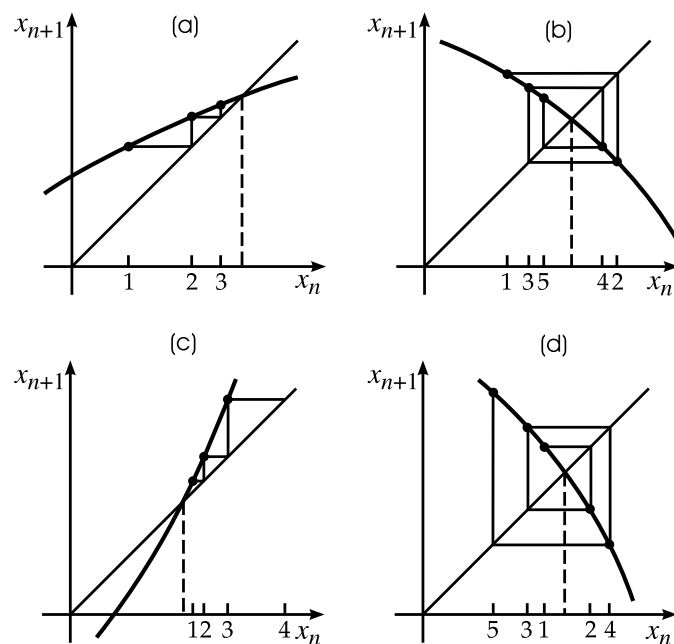 (a)
x_{n+1}
1 2 3 x_n
(b)
x_{n+1}
1 3 5 4 2 x_n
(c)
x_{n+1}
1 2 3 4 x_n
(d)
x_{n+1}
5 3 1 2 4 x_n